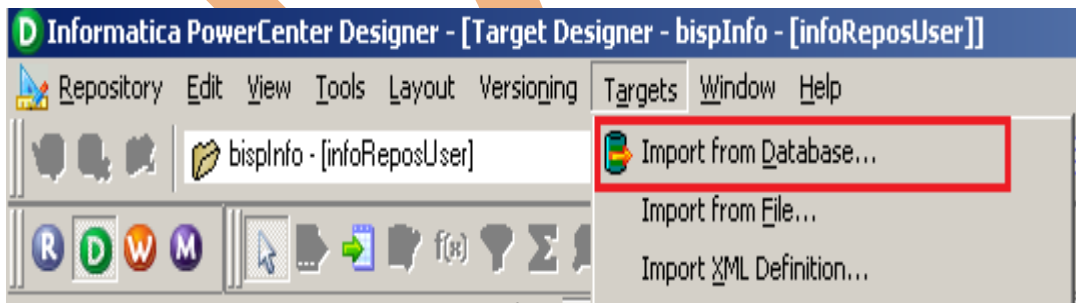 D Informatica PowerCenter Designer - [Target Designer - bispInfo - [infoReposUser]]
Repository Edit View Tools Layout Versioning Targets Window Help
bispInfo - [infoReposUser]
Import from Database...
Import from File...
R D W M f(x) Σ
Import XML Definition...